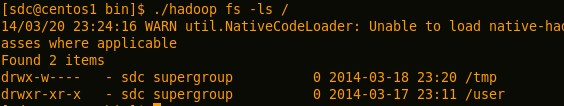 [sdc@centos1 bin]$ ./hadoop fs -ls /
14/03/20 23:24:16 WARN util.NativeCodeLoader: Unable to load native-had
asses where applicable
Found 2 items
drwx-w---- - sdc supergroup 0 2014-03-18 23:20 /tmp
drwxr-xr-x - sdc supergroup 0 2014-03-17 23:11 /user